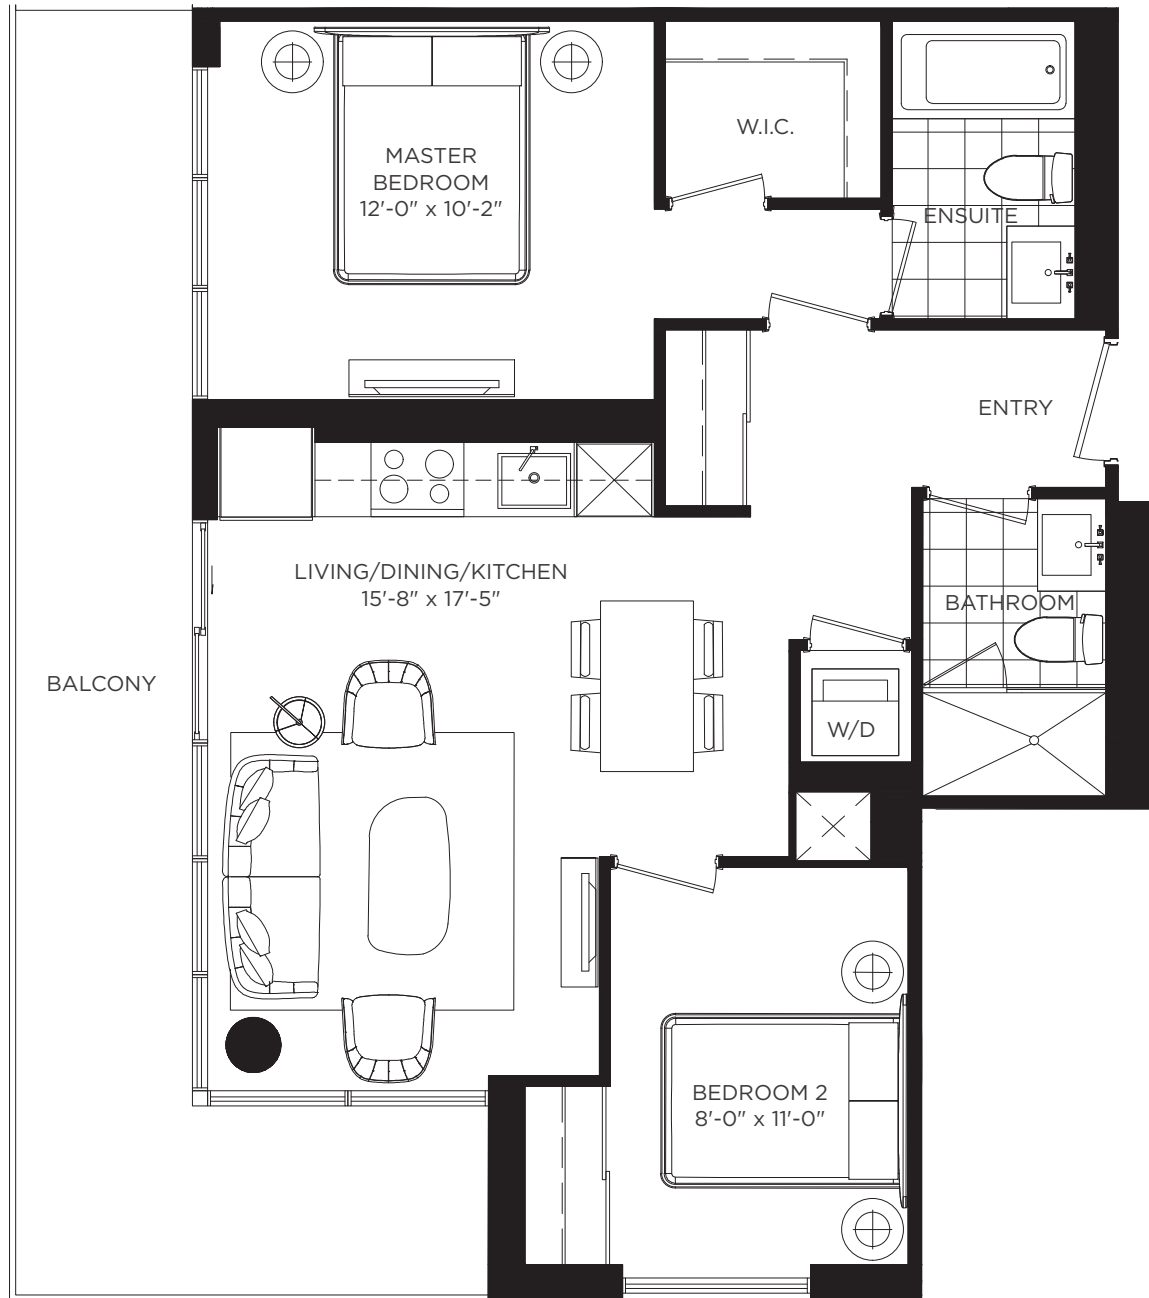 W.I.C.
MASTER
BEDROOM
12'-0" x 10'-2"
ENSUITE
ENTRY
LIVING/DINING/KITCHEN
15'-8" x 17'-5"
BATHROOM
BALCONY
W/D
BEDROOM 2
8'-0" x 11'-0"